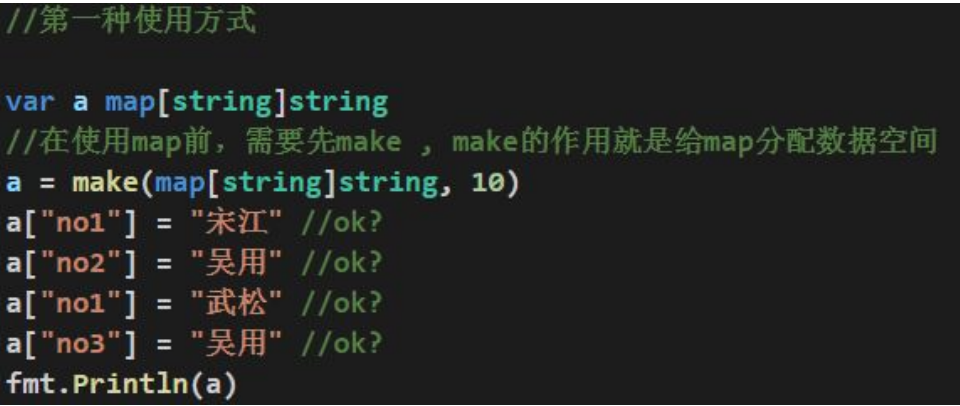 //第一种使用方式
var a map[string]string
//在使用map前，需要先make , make的作用就是给map分配数据空间
a = make(map[string]string, 10)
a["no1"] = "宋江" //ok?
a["no2"] = "吴用" //ok?
a["no1"] = "武松" //ok?
a["no3"] = "吴用" //ok?
fmt.Println(a)